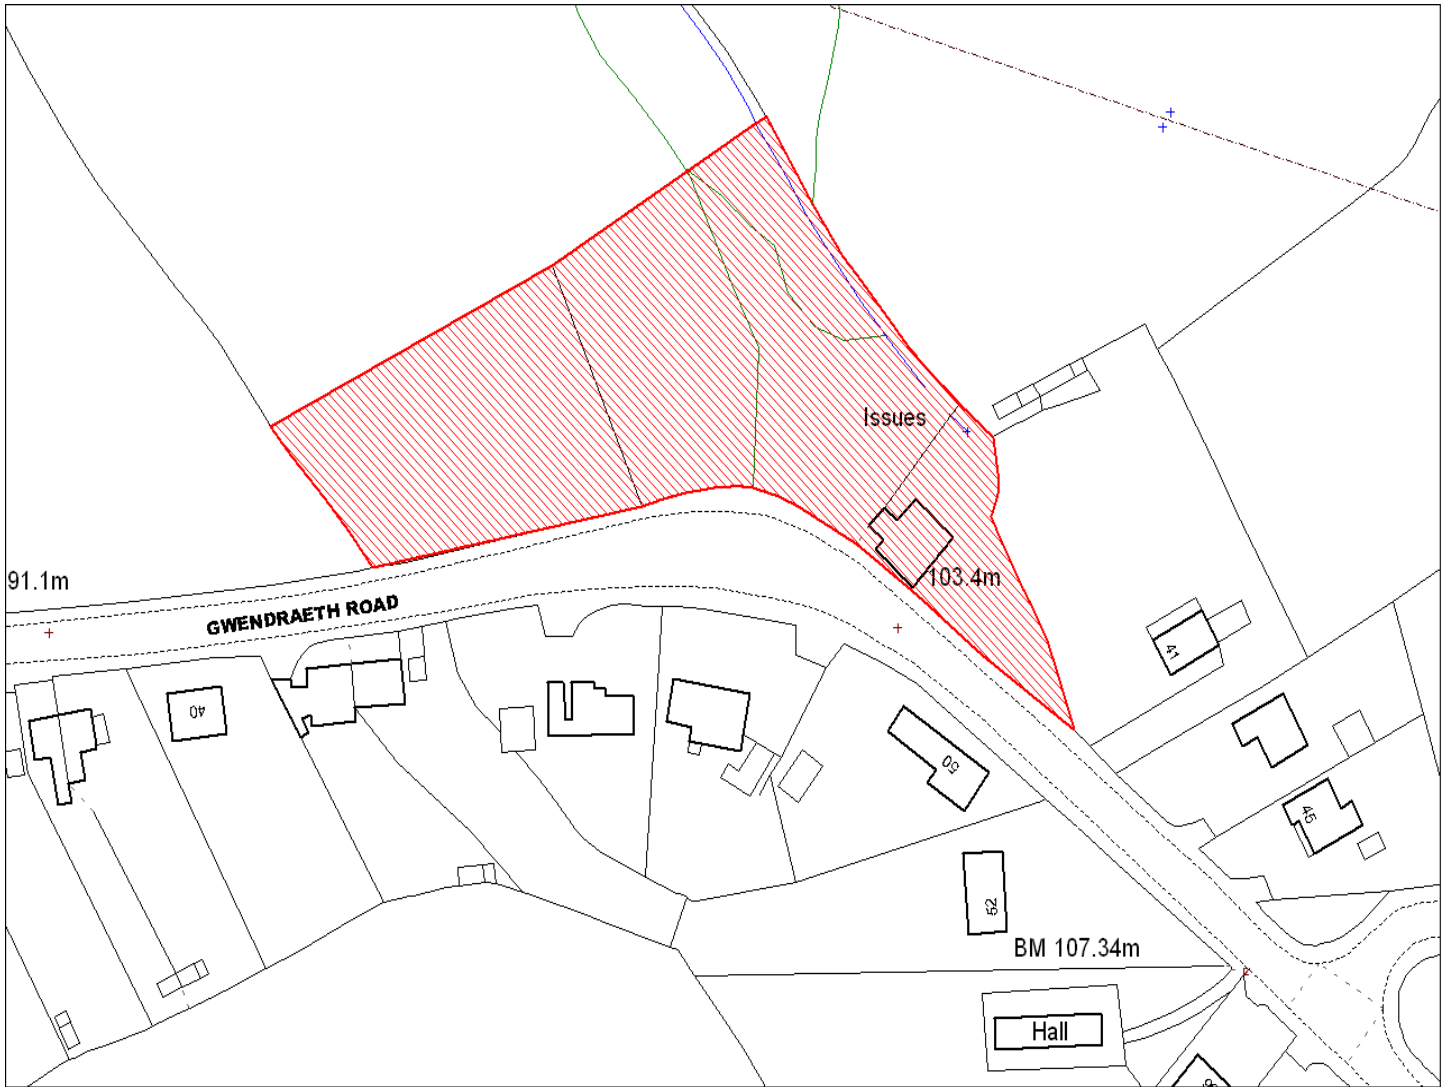 Issues
103.4m
91.1m
GWENDRAETH ROAD
41
40
50
45
52
BM 107.34m
Hall